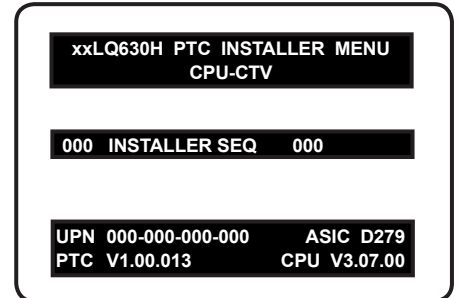 xxLQ630H PTC INSTALLER MENU
CPU-CTV
000 INSTALLER SEQ 000
UPN 000-000-000-000 ASIC D279
PTC V1.00.013 CPU V3.07.00